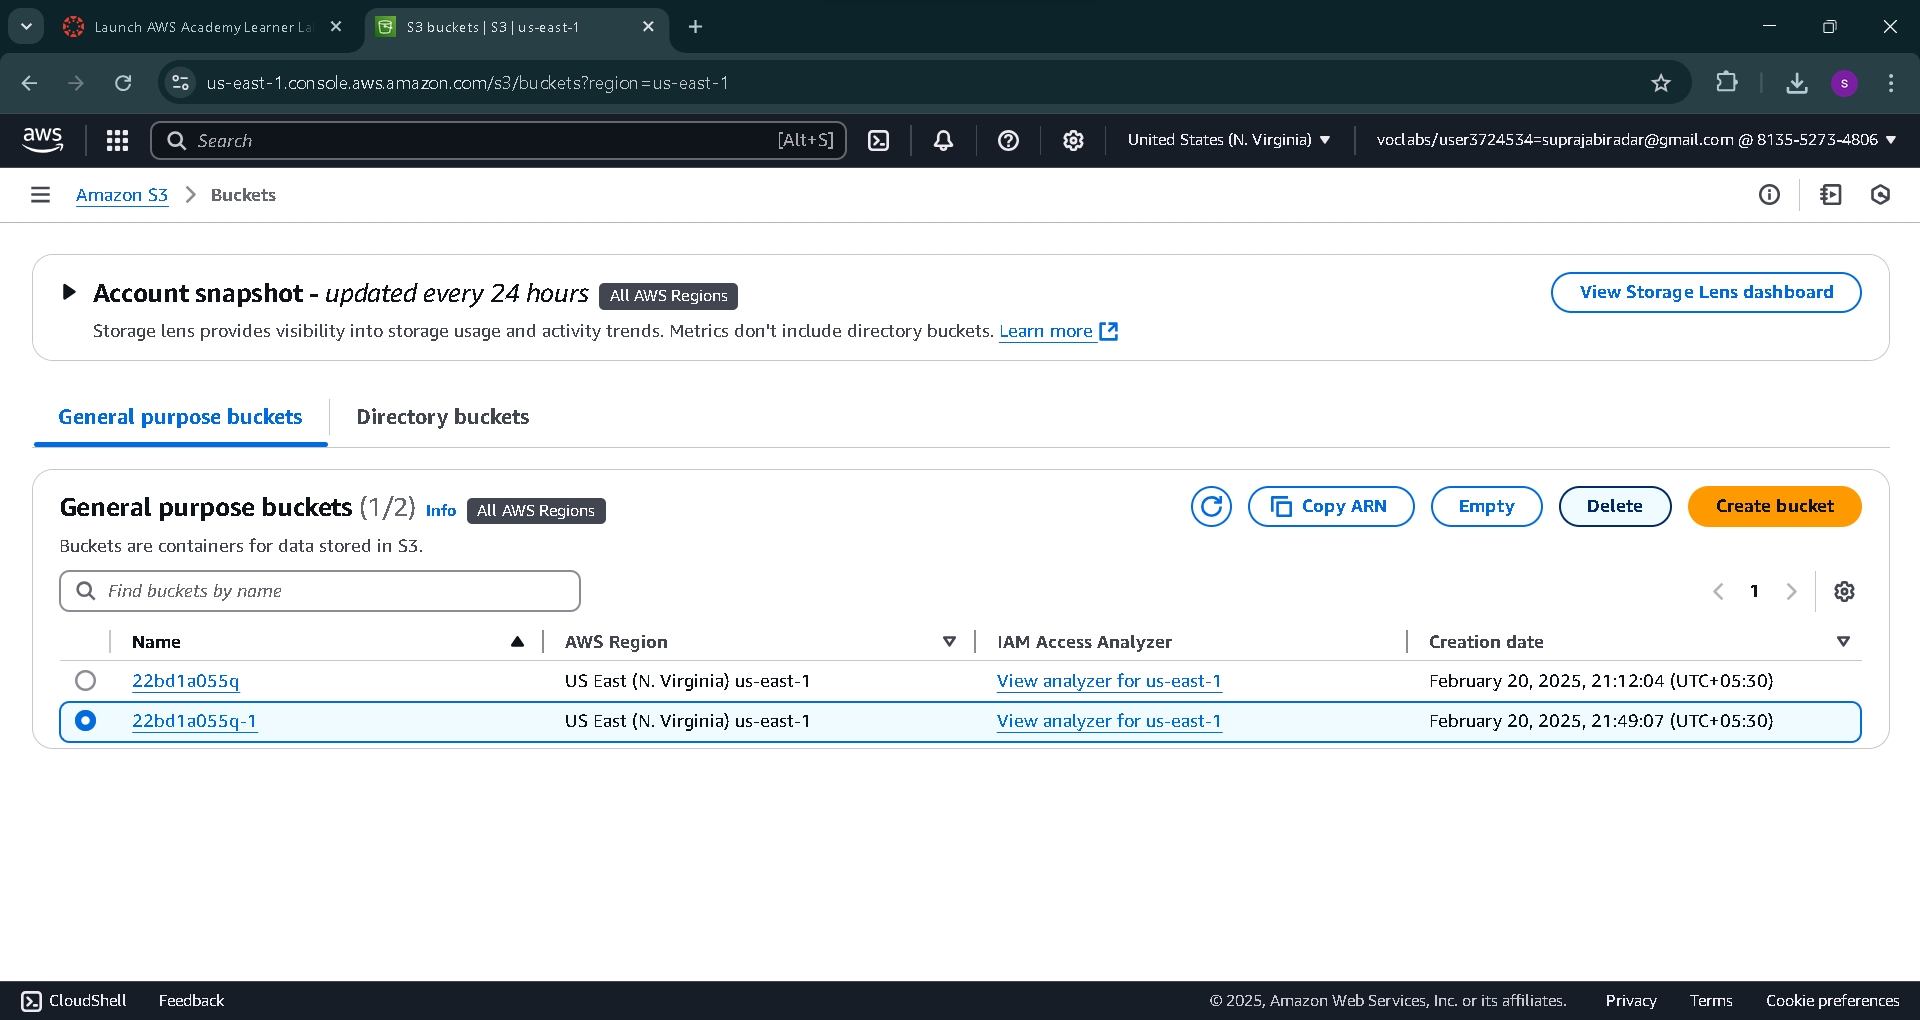 Launch AWS Academy Learner La
S3 buckets | S3 | us-east-1
us-east-1.console.aws.amazon.com/s3/buckets?region=us-east-1
S
aws
Search
[Alt+S]
United States (N. Virginia)
voclabs/user3724534=suprajabiradar@gmail.com @ 8135-5273-4806
Amazon S3
Buckets
Account snapshot - updated every 24 hours
All AWS Regions
View Storage Lens dashboard
Storage lens provides visibility into storage usage and activity trends. Metrics don't include directory buckets. Learn more
General purpose buckets
Directory buckets
General purpose buckets (1/2) Info
All AWS Regions
Copy ARN
Empty
Delete
Create bucket
Buckets are containers for data stored in S3.
Find buckets by name
1
Name
AWS Region
IAM Access Analyzer
Creation date
22bd1a055q
US East (N. Virginia) us-east-1
View analyzer for us-east-1
February 20, 2025, 21:12:04 (UTC+05:30)
22bd1a055q-1
US East (N. Virginia) us-east-1
View analyzer for us-east-1
February 20, 2025, 21:49:07 (UTC+05:30)
CloudShell
Feedback
© 2025, Amazon Web Services, Inc. or its affiliates.
Privacy
Terms
Cookie preferences